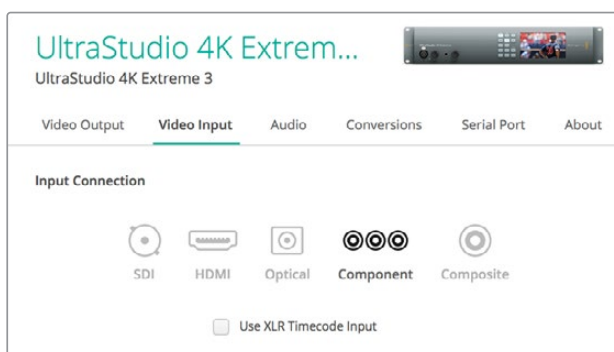 UltraStudio 4K Extrem...
UltraStudio 4K Extreme 3
Video Output Video Input Audio Conversions Serial Port About
Input Connection
SDI HDMI Optical Component Composite
Use XLR Timecode Input